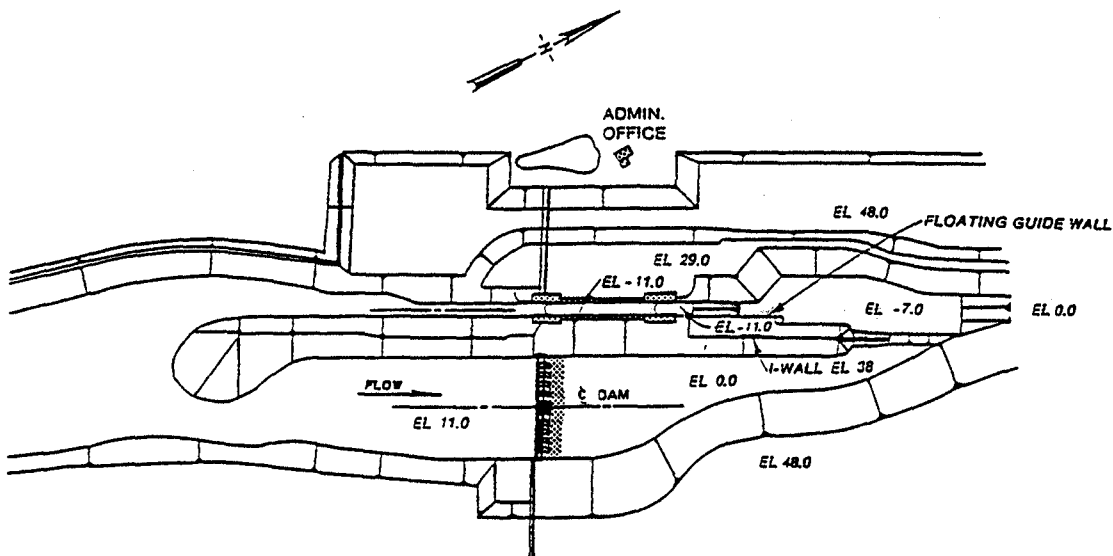 N
ADMIN.
OFFICE
EL 48.0
FLOATING GUIDE WALL
EL 29.0
EL -11.0
EL -7.0
EL 0.0
EL -11.0
I-WALL EL 38
FLOW
EL 0.0
℄ DAM
EL 11.0
EL 48.0